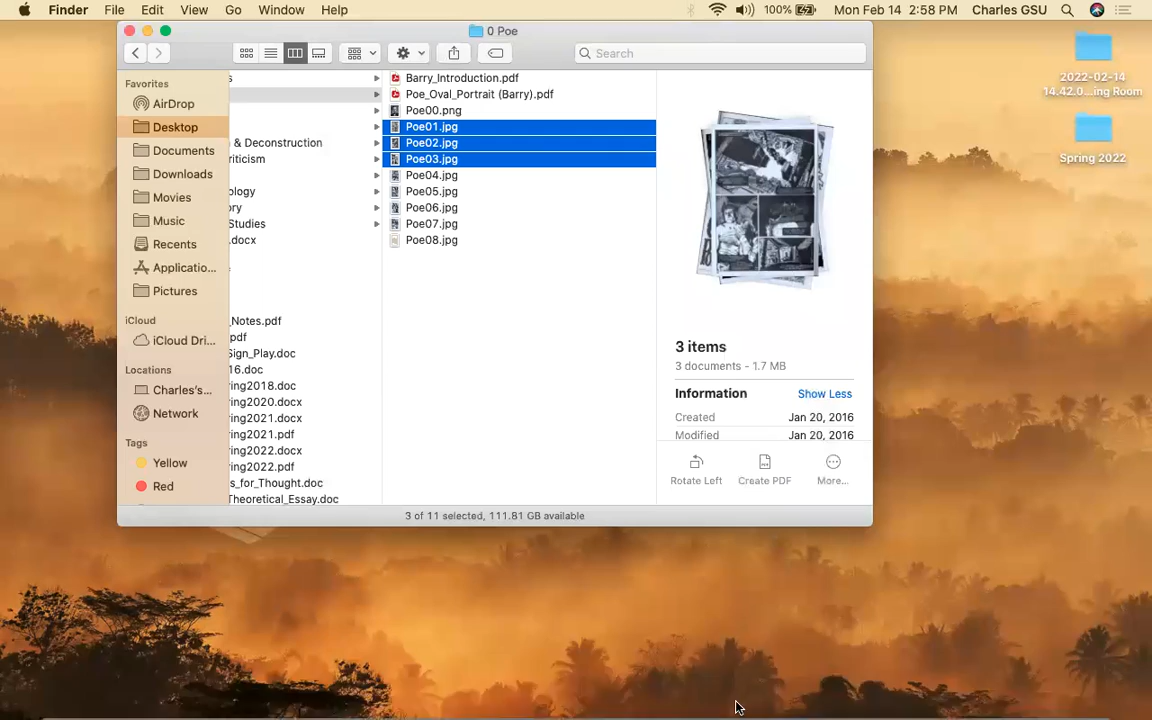 Finder File Edit View Go Window Help 100% Mon Feb 14 2:58 PM Charles GSU
0 Poe
Search
Favorites
AirDrop
Desktop
Documents
Downloads
Movies
Music
Recents
Applicatio...
Pictures
iCloud
iCloud Dri...
Locations
Charles's...
Network
Tags
Yellow
Red
s
& Deconstruction
riticism
ology
ry
Studies
.docx
_Notes.pdf
pdf
Sign_Play.doc
16.doc
ring2018.doc
ring2020.docx
ring2021.docx
ring2021.pdf
ring2022.docx
ring2022.pdf
s_for_Thought.doc
Theoretical_Essay.doc
Barry_Introduction.pdf
Poe_Oval_Portrait (Barry).pdf
Poe00.png
Poe01.jpg
Poe02.jpg
Poe03.jpg
Poe04.jpg
Poe05.jpg
Poe06.jpg
Poe07.jpg
Poe08.jpg
3 items
3 documents - 1.7 MB
Information Show Less
Created Jan 20, 2016
Modified Jan 20, 2016
Rotate Left Create PDF More...
3 of 11 selected, 111.81 GB available
2022-02-14
14.42.0...ing Room
Spring 2022